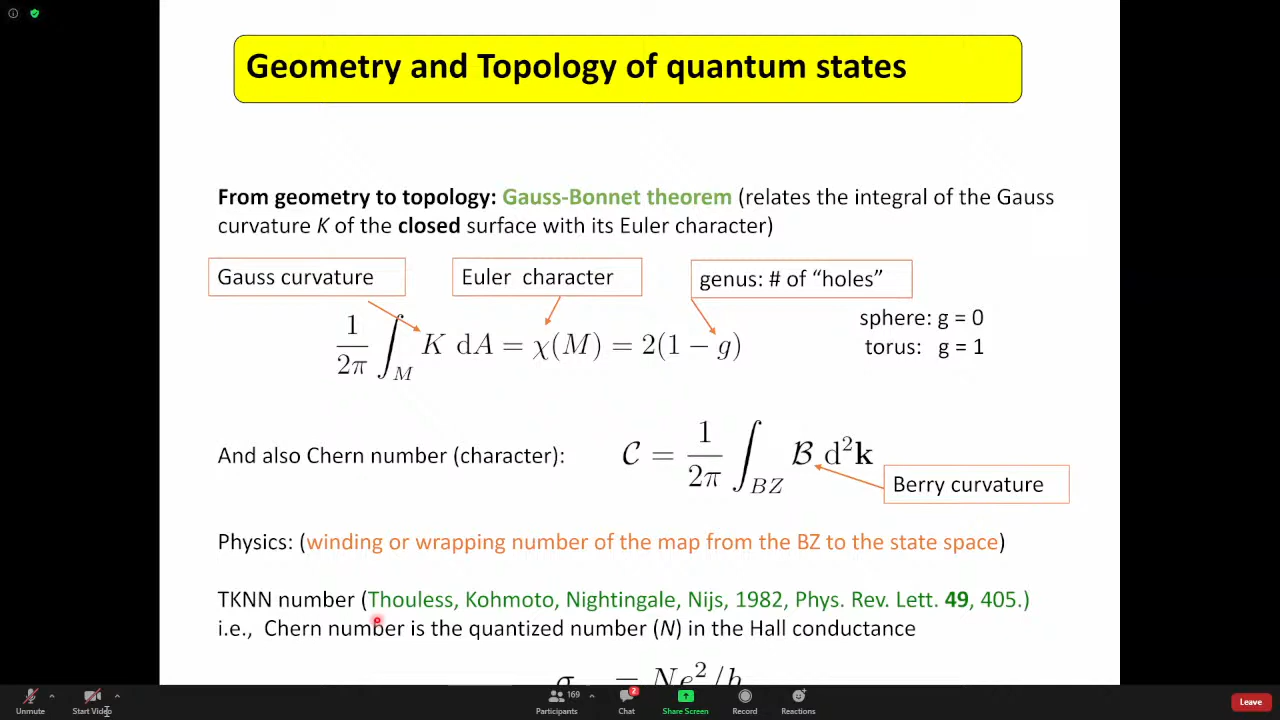 Geometry and Topology of quantum states
From geometry to topology: Gauss-Bonnet theorem (relates the integral of the Gauss
curvature K of the closed surface with its Euler character)
Gauss curvature
Euler character
genus: # of “holes”
sphere: g = 0
torus: g = 1
1/2π ∫_M K dA = χ(M) = 2(1 − g)
And also Chern number (character):
C = 1/2π ∫_BZ B d²k
Berry curvature
Physics: (winding or wrapping number of the map from the BZ to the state space)
TKNN number (Thouless, Kohmoto, Nightingale, Nijs, 1982, Phys. Rev. Lett. 49, 405.)
i.e., Chern number is the quantized number (N) in the Hall conductance
= Ne²/h
Unmute
Start Video
169
Participants
2
Chat
Share Screen
Record
Reactions
Leave